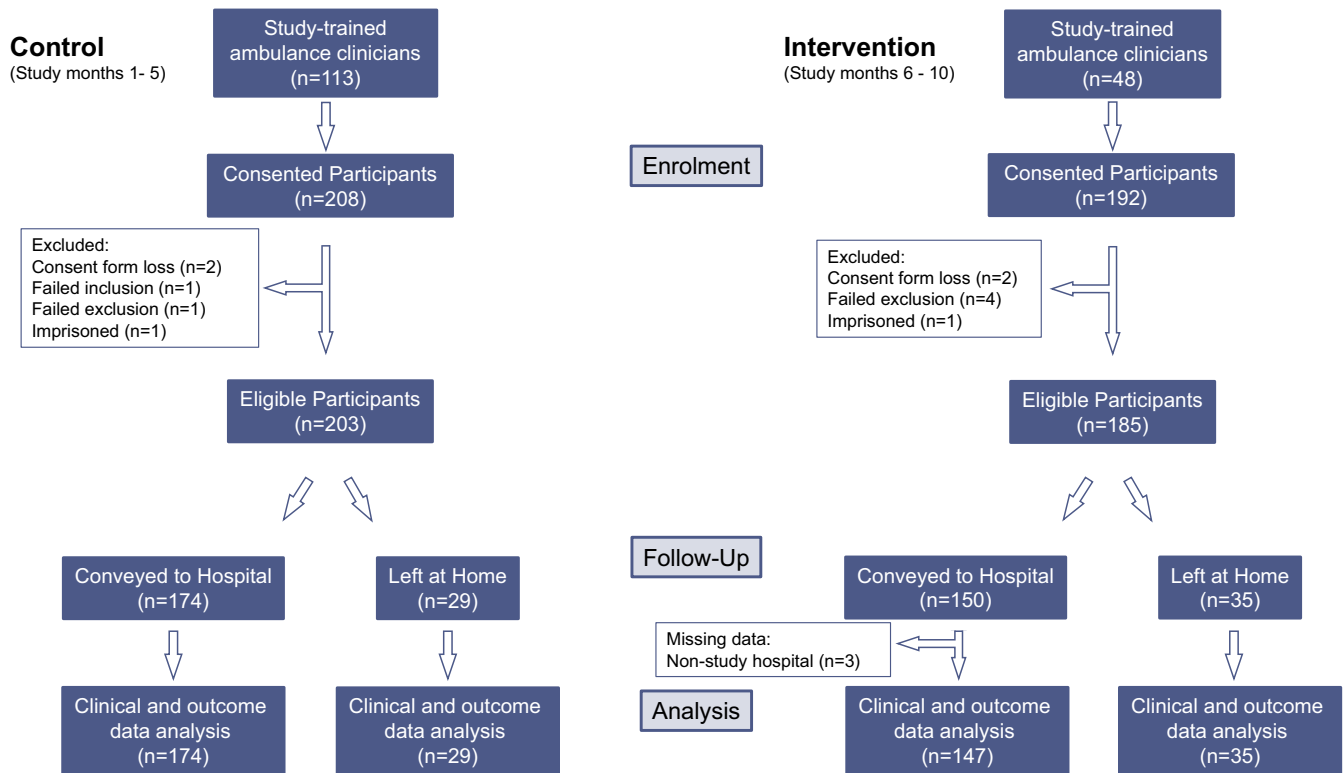 Control
(Study months 1- 5)
Study-trained
ambulance clinicians
(n=113)
Consented Participants
(n=208)
Excluded:
Consent form loss (n=2)
Failed inclusion (n=1)
Failed exclusion (n=1)
Imprisoned (n=1)
Eligible Participants
(n=203)
Conveyed to Hospital
(n=174)
Left at Home
(n=29)
Clinical and outcome
data analysis
(n=174)
Clinical and outcome
data analysis
(n=29)
Enrolment
Follow-Up
Analysis
Intervention
(Study months 6 - 10)
Study-trained
ambulance clinicians
(n=48)
Consented Participants
(n=192)
Excluded:
Consent form loss (n=2)
Failed exclusion (n=4)
Imprisoned (n=1)
Eligible Participants
(n=185)
Conveyed to Hospital
(n=150)
Left at Home
(n=35)
Missing data:
Non-study hospital (n=3)
Clinical and outcome
data analysis
(n=147)
Clinical and outcome
data analysis
(n=35)